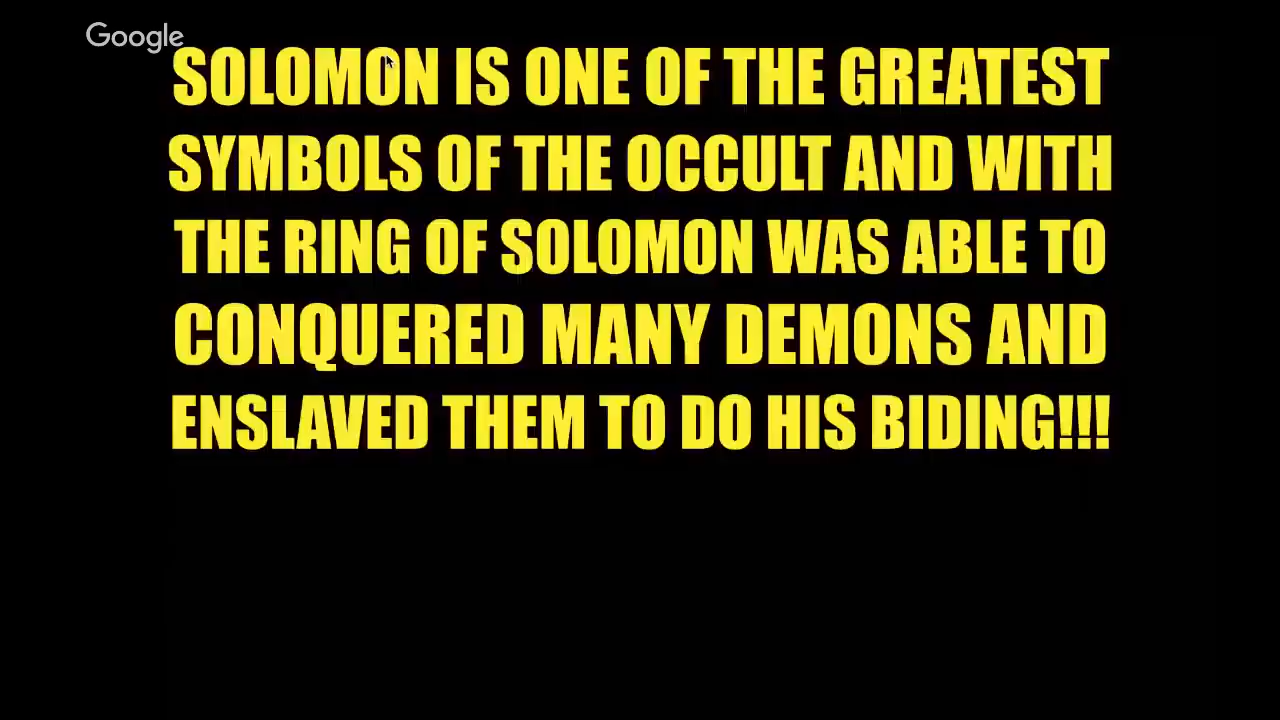 Google
SOLOMON IS ONE OF THE GREATEST
SYMBOLS OF THE OCCULT AND WITH
THE RING OF SOLOMON WAS ABLE TO
CONQUERED MANY DEMONS AND
ENSLAVED THEM TO DO HIS BIDING!!!